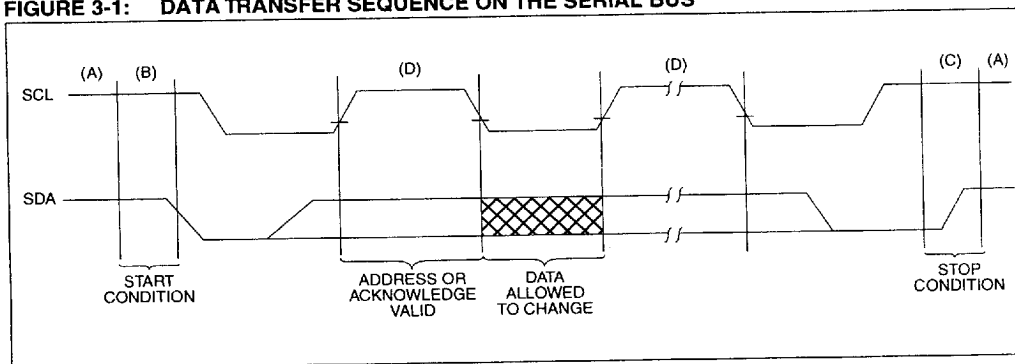 FIGURE 3-1: DATA TRANSFER SEQUENCE ON THE SERIAL BUS
(A) (B) (D) (D) (C) (A)
SCL
SDA
START
CONDITION
ADDRESS OR
ACKNOWLEDGE
VALID
DATA
ALLOWED
TO CHANGE
STOP
CONDITION